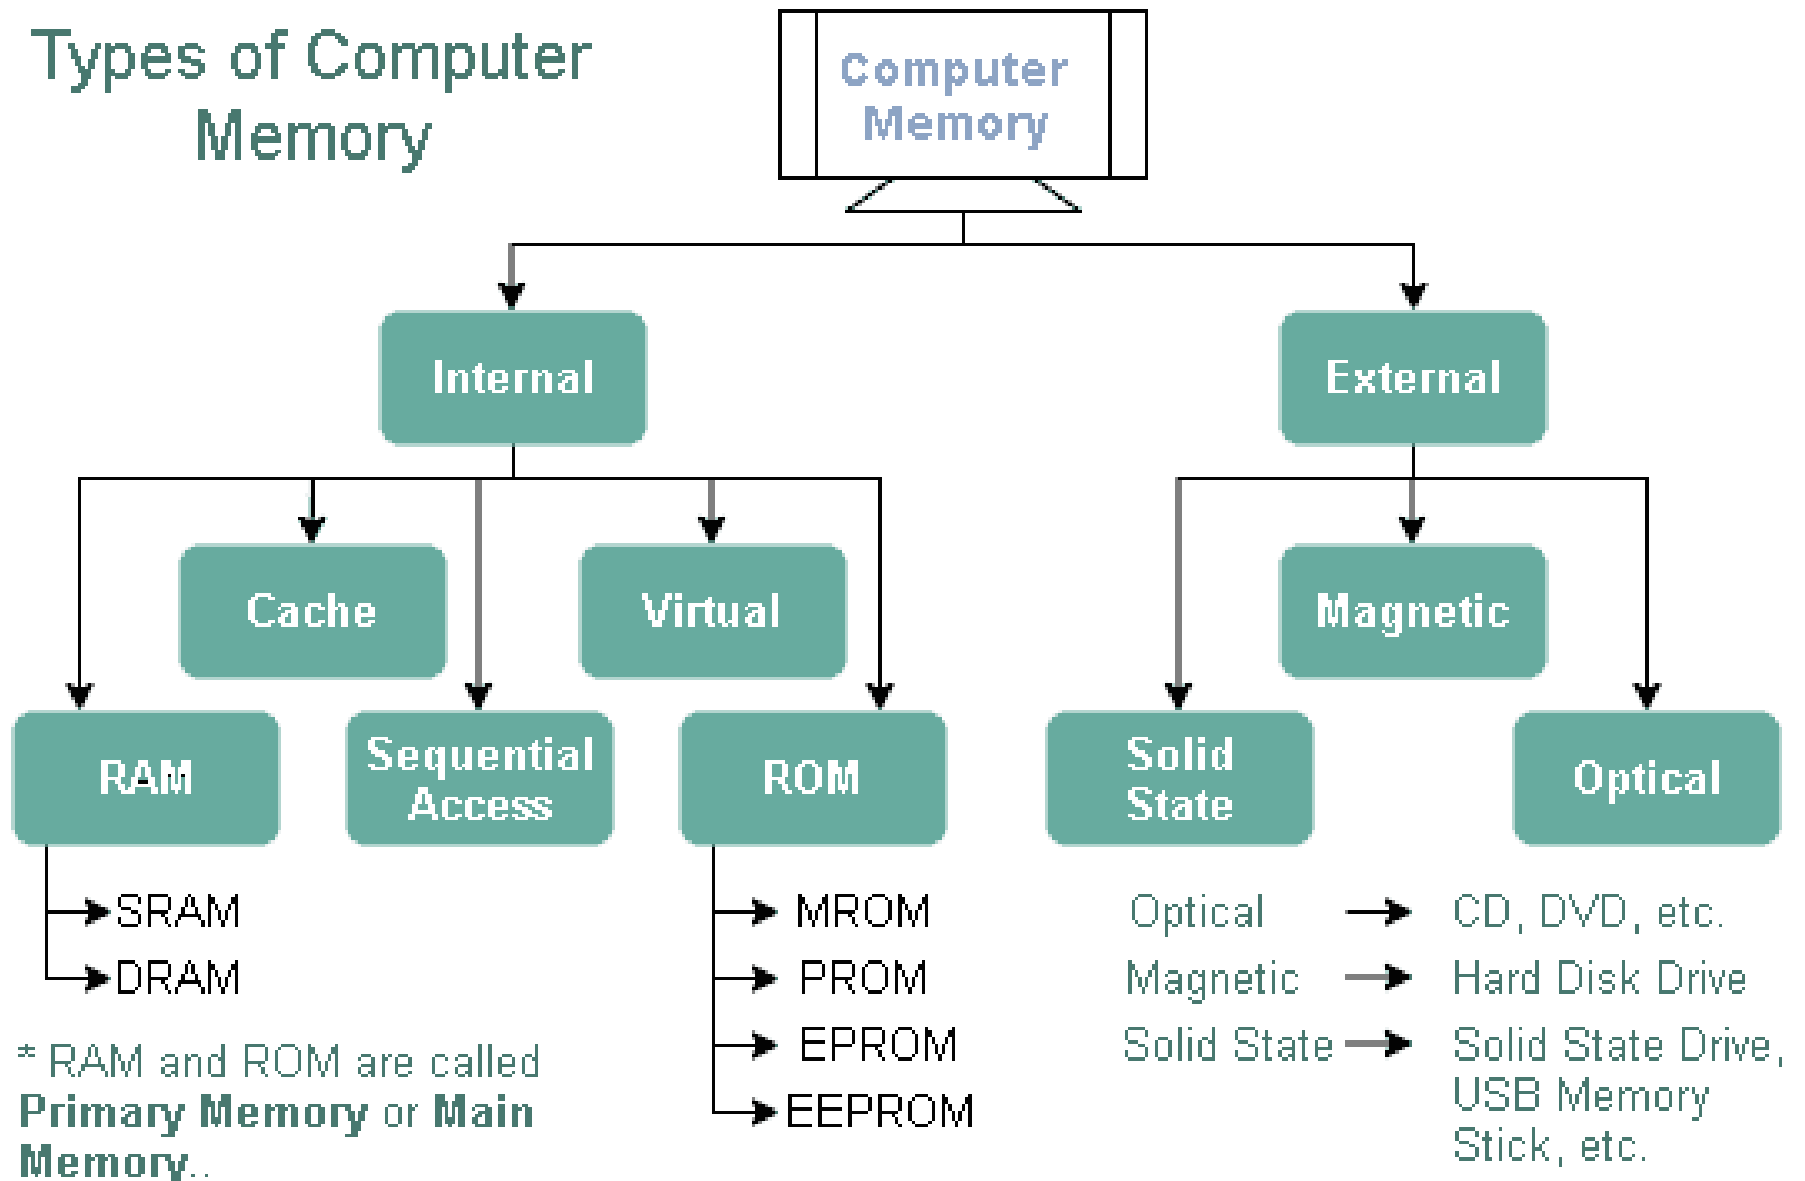 Types of Computer
Memory
Computer
Memory
Internal
External
Cache
Virtual
Magnetic
RAM
Sequential
Access
ROM
Solid
State
Optical
SRAM
DRAM
MROM
PROM
EPROM
EEPROM
* RAM and ROM are called
Primary Memory or Main
Memory..
Optical CD, DVD, etc.
Magnetic Hard Disk Drive
Solid State Solid State Drive,
USB Memory
Stick, etc.